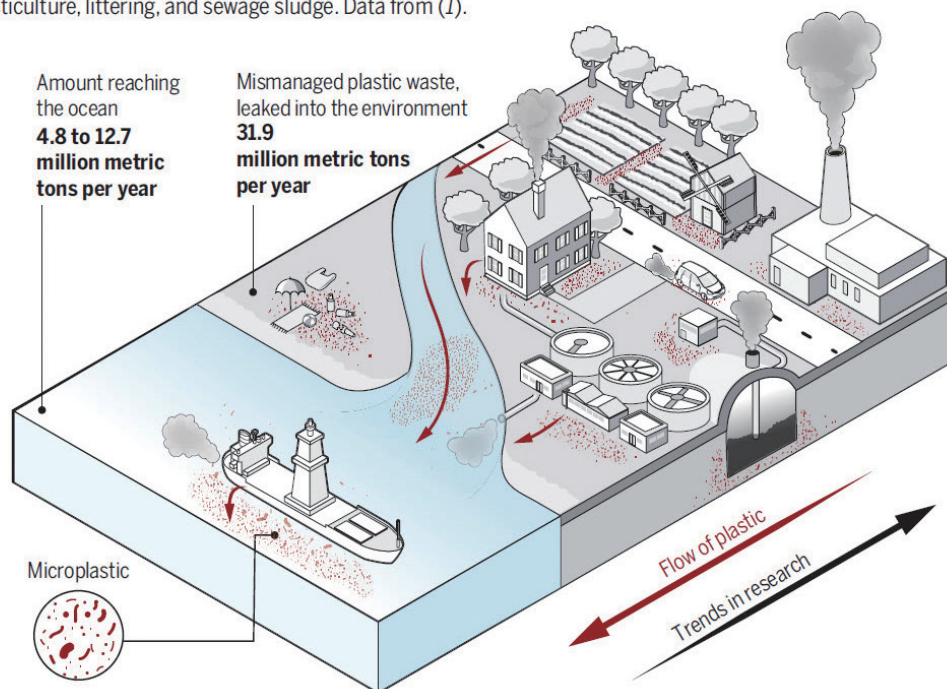 ticulture, littering, and sewage sludge. Data from (1).
Amount reaching
the ocean
4.8 to 12.7
million metric
tons per year
Mismanaged plastic waste,
leaked into the environment
31.9
million metric tons
per year
Microplastic
Flow of plastic
Trends in research